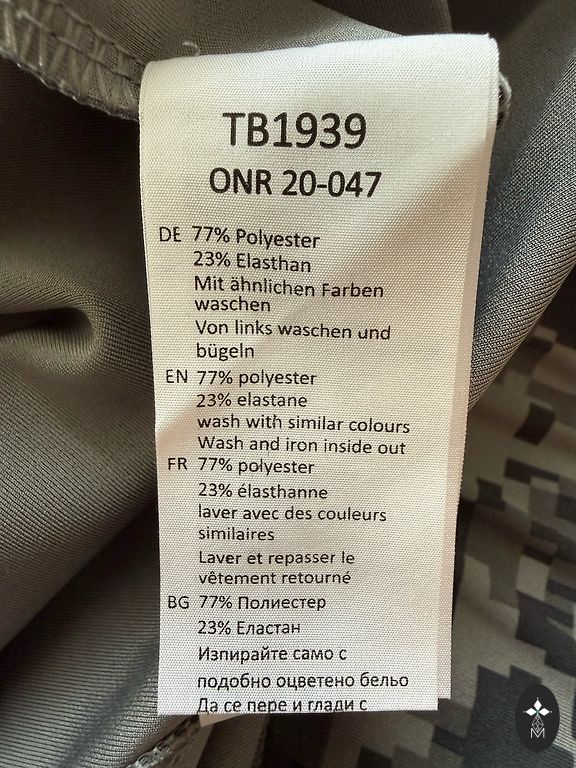 TB1939
ONR 20-047
DE 77% Polyester
23% Elasthan
Mit ähnlichen Farben
waschen
Von links waschen und
bügeln
EN 77% polyester
23% elastane
wash with similar colours
Wash and iron inside out
FR 77% polyester
23% élasthanne
laver avec des couleurs
similaires
Laver et repasser le
vêtement retourné
BG 77% Полиестер
23% Еластан
Изпирайте само с
подобно оцветено бельо
Да се пере и глади с